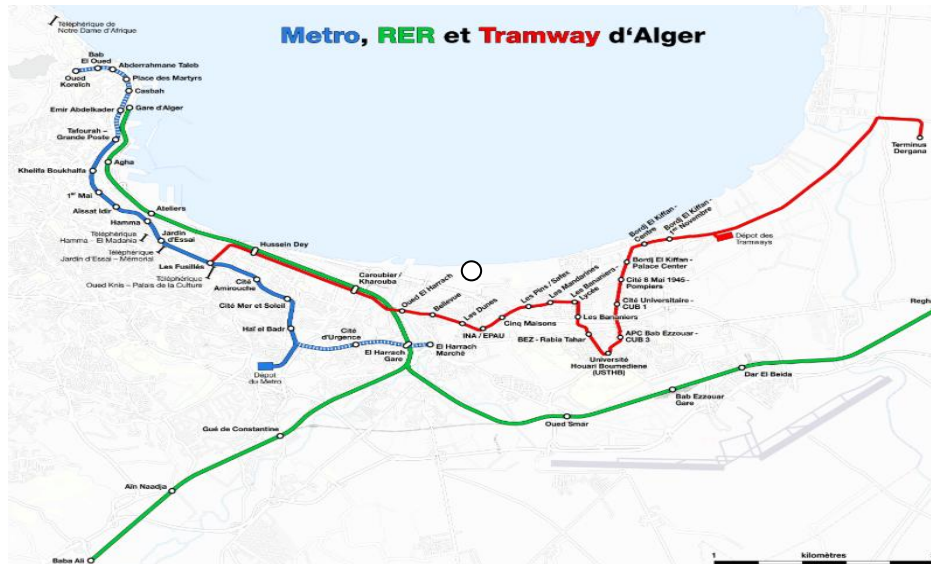 Metro, RER et Tramway d'Alger
Téléphérique de
Notre Dame d'Afrique
Bab
El Oued
Abderrahmane Taleb
Oued
Koreïch
Place des Martyrs
Casbah
Emir Abdelkader
Gare d'Alger
Tafourah –
Grande Poste
Agha
Khelifa Boukhalfa
1er Mai
Aïssat Idir
Ateliers
Hamma
Téléphérique
Hamma – El Madania
Jardin
d'Essai
Téléphérique
Jardin d'Essai – Mémorial
Hussein Dey
Les Fusillés
Téléphérique
Oued Knis – Palais de la Culture
Cité
Amirouche
Caroubier /
Kharouba
Cité Mer et Soleil
Haï el Badr
Cité
d'Urgence
Dépot
du Metro
El Harrach
Gare
El Harrach
Marché
Oued El Harrach
Bellevue
Les Dunes
INA / EPAU
Cinq Maisons
Les Pins / Safex
Les Mandarines
Les Bananiers -
Lycée
Les Bananiers
BEZ - Rabia Tahar
Université
Houari Boumediene
(USTHB)
APC Bab Ezzouar -
CUB 3
Cité Universitaire -
CUB 1
Cité 8 Mai 1945 -
Pompiers
Bordj El Kiffan -
Palace Center
Bordj El Kiffan -
Centre
Bordj El Kiffan -
1er Novembre
Dépôt des
Tramways
Terminus
Dergana
Regh
Dar El Beida
Bab Ezzouar
Gare
Oued Smar
Gué de Constantine
Aïn Naadja
Baba Ali
1
kilomètres